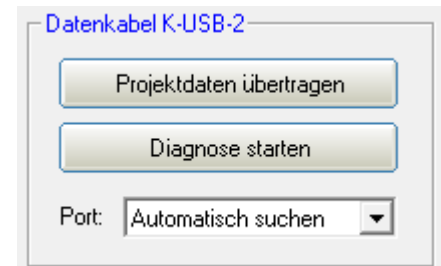 Datenkabel K-USB-2
Projektdaten übertragen
Diagnose starten
Port: Automatisch suchen